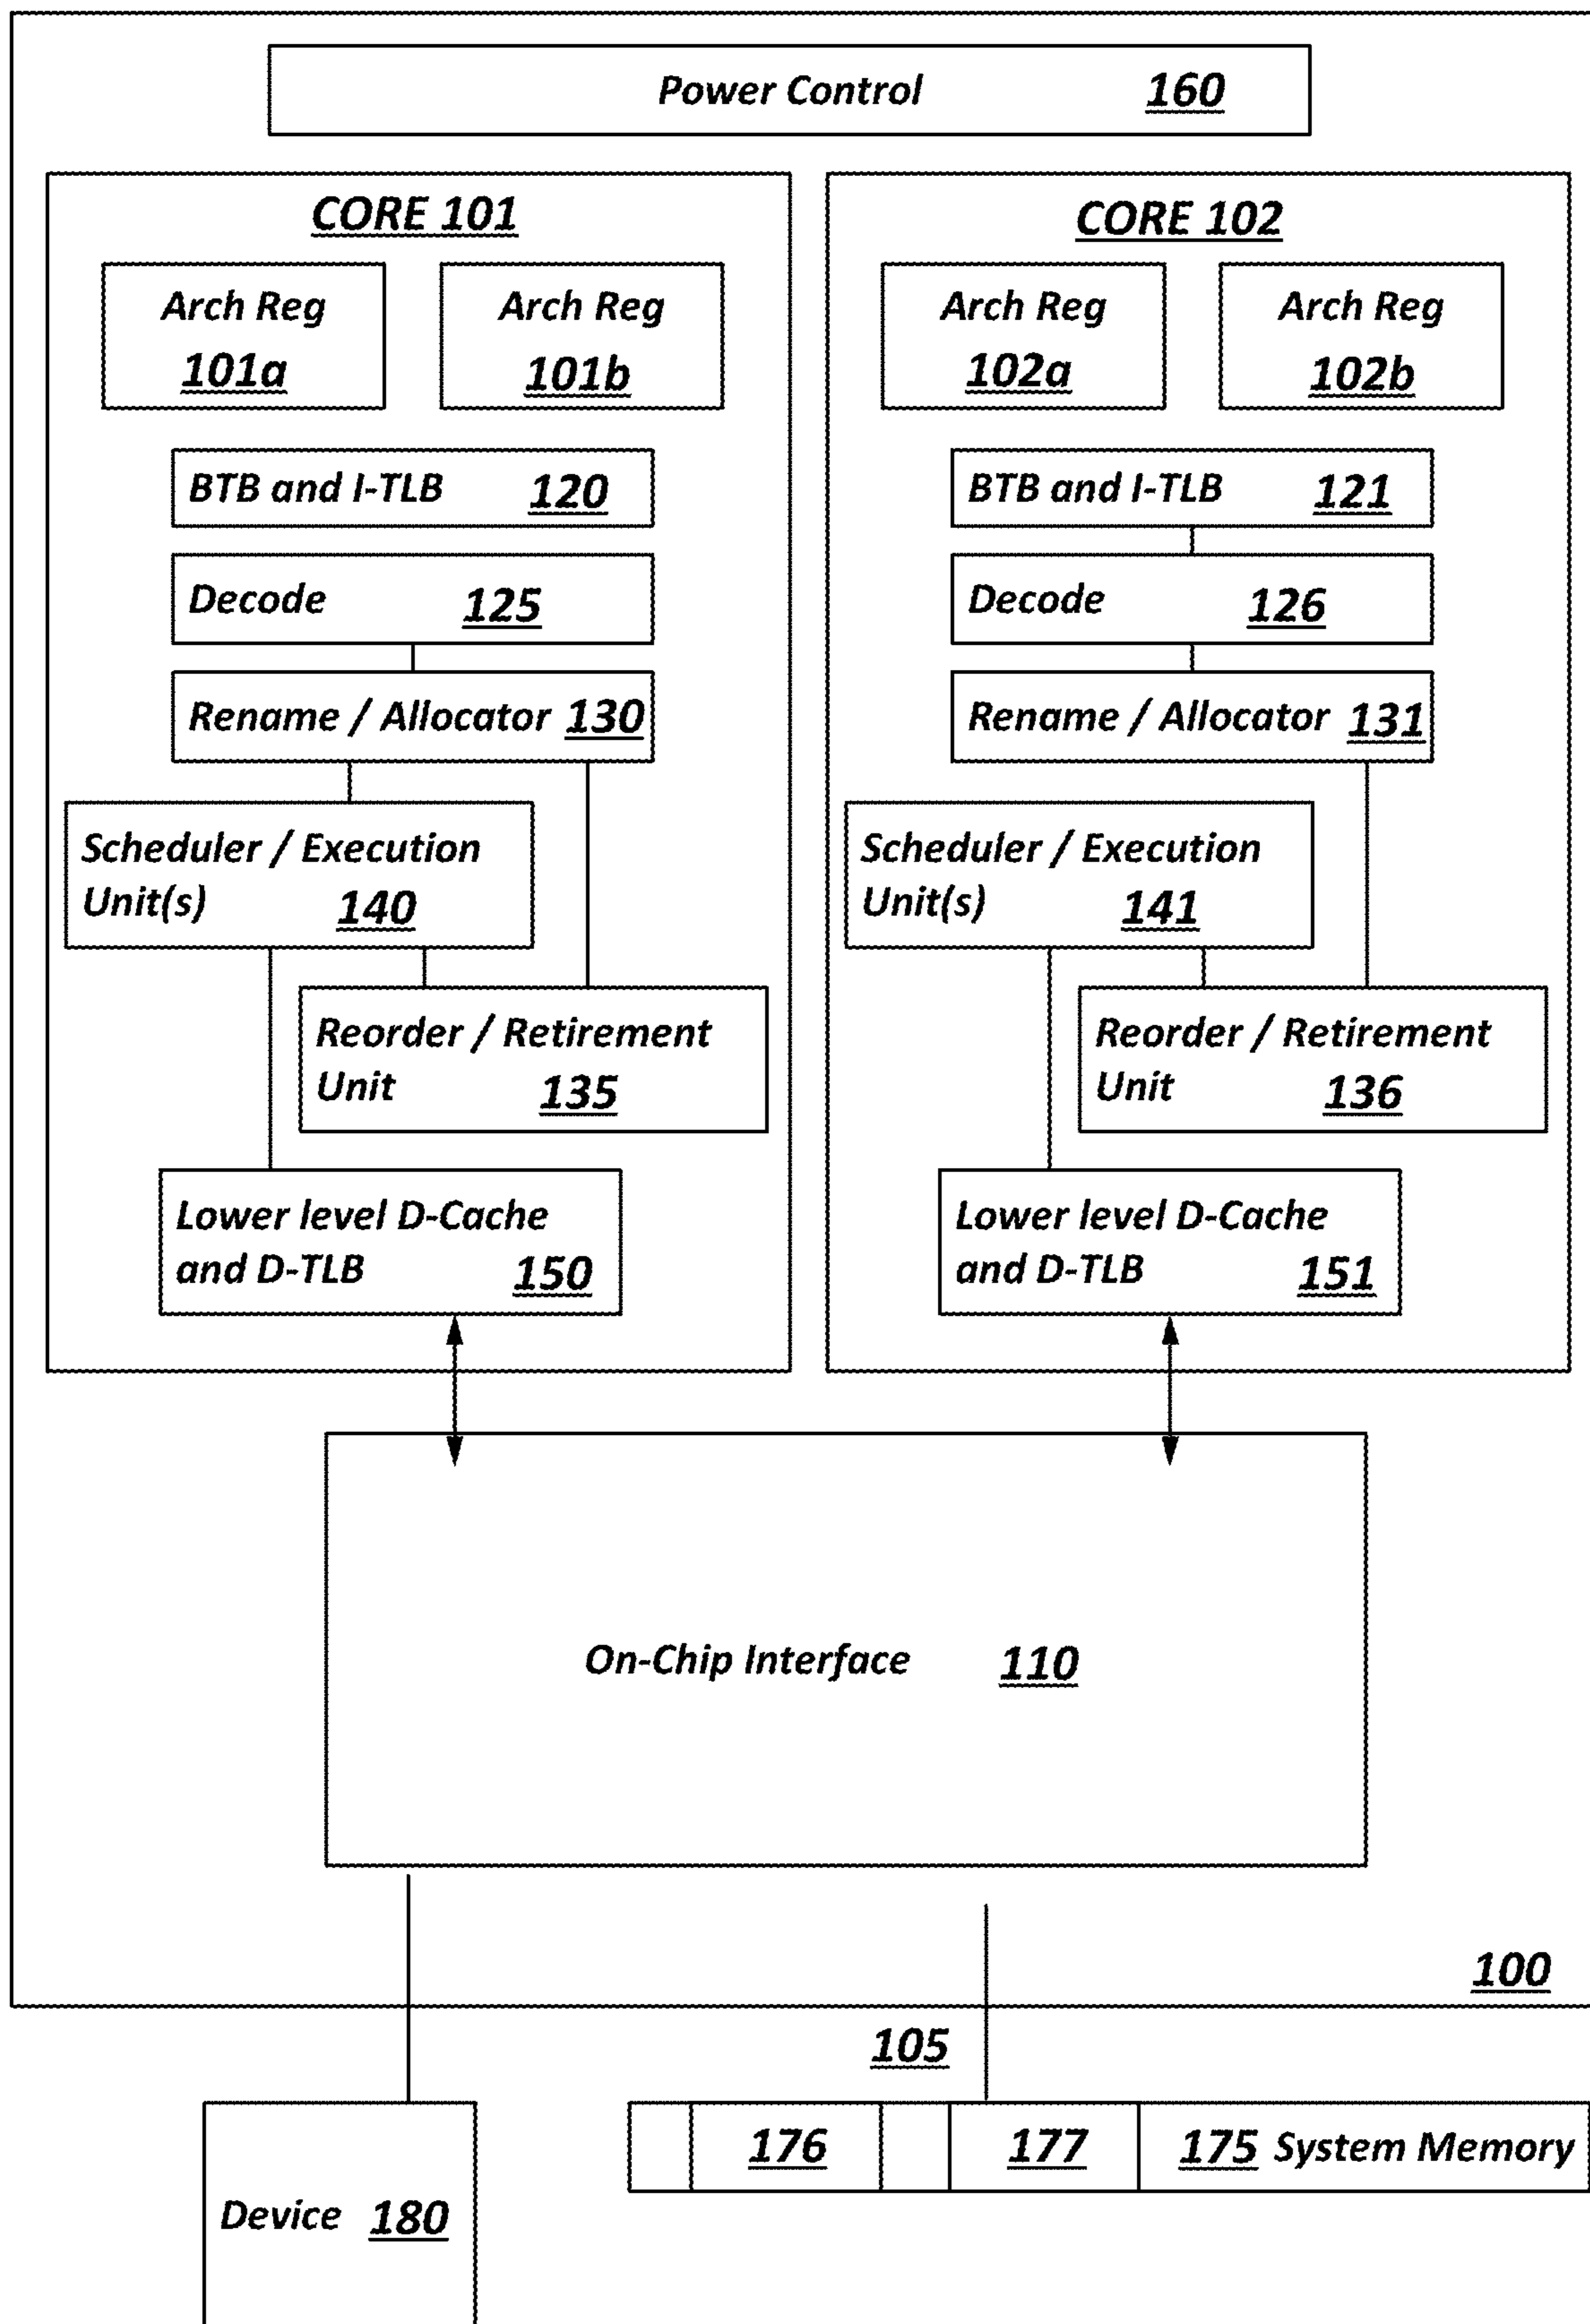 Power Control 160
CORE 101
Arch Reg
101a
Arch Reg
101b
BTB and I-TLB 120
Decode 125
Rename / Allocator 130
Scheduler / Execution
Unit(s) 140
Reorder / Retirement
Unit 135
Lower level D-Cache
and D-TLB 150
CORE 102
Arch Reg
102a
Arch Reg
102b
BTB and I-TLB 121
Decode 126
Rename / Allocator 131
Scheduler / Execution
Unit(s) 141
Reorder / Retirement
Unit 136
Lower level D-Cache
and D-TLB 151
On-Chip Interface 110
100
105
176 177 175 System Memory
Device 180